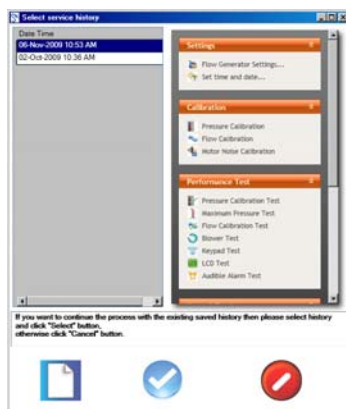 Select service history
Date Time
06-Nov-2009 10:53 AM
02-Oct-2009 10:36 AM
Settings
Flow Generator Settings...
Set time and date...
Calibration
Pressure Calibration
Flow Calibration
Motor Noise Calibration
Performance Test
Pressure Calibration Test
Maximum Pressure Test
Flow Calibration Test
Blower Test
Keypad Test
LCD Test
Audible Alarm Test
If you want to continue the process with the existing saved history then please select history
and click "Select" button,
otherwise click "Cancel" button.